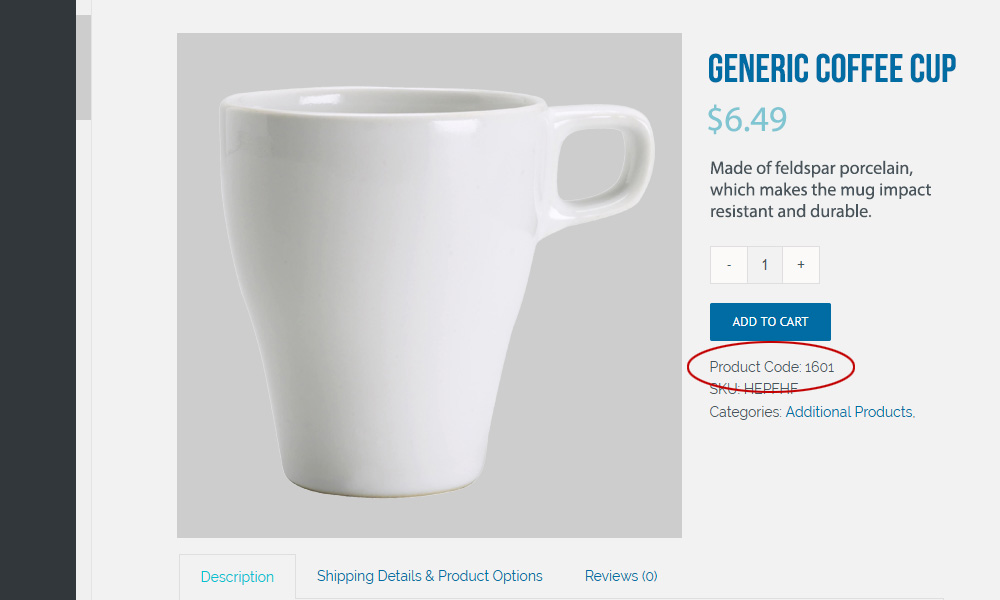 GENERIC COFFEE CUP
$6.49
Made of feldspar porcelain,
which makes the mug impact
resistant and durable.
- 1 +
ADD TO CART
Product Code: 1601
SKU: HEPFHF
Categories: Additional Products,
Description Shipping Details & Product Options Reviews (0)